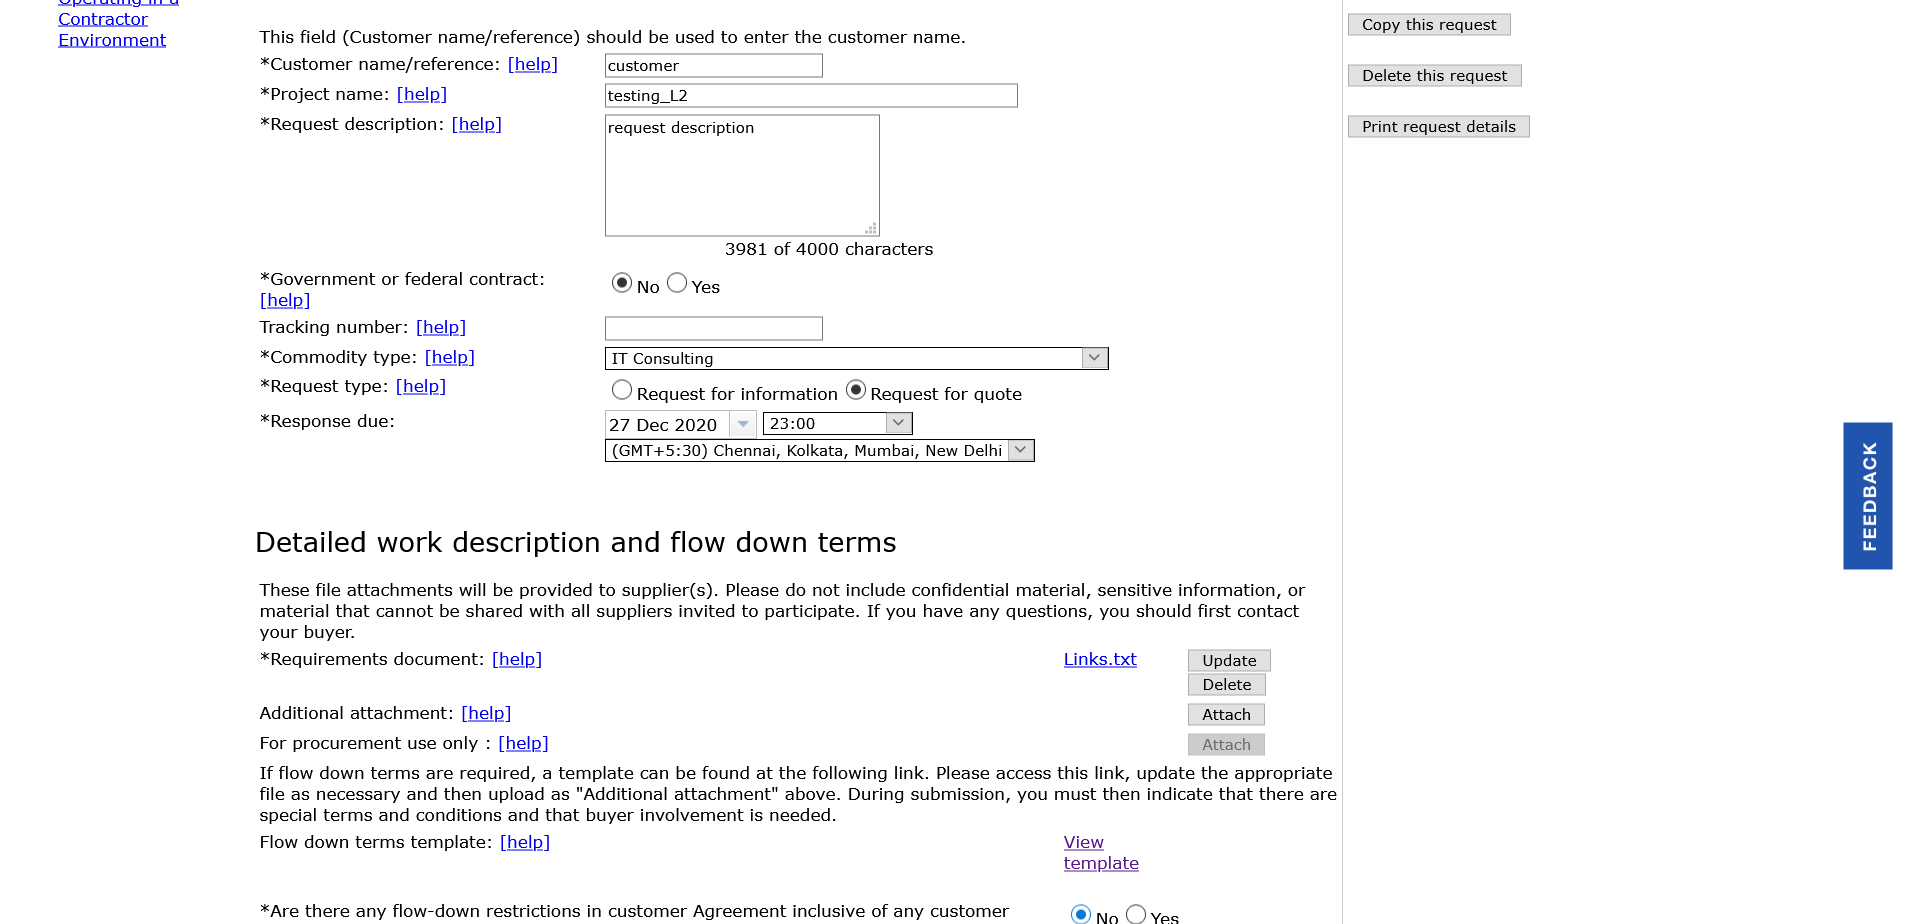 Operating in a
Contractor
Environment
This field (Customer name/reference) should be used to enter the customer name.
*Customer name/reference: [help] customer
*Project name: [help] testing_L2
*Request description: [help] request description
3981 of 4000 characters
*Government or federal contract:
[help]
No Yes
Tracking number: [help]
*Commodity type: [help] IT Consulting
*Request type: [help] Request for information Request for quote
*Response due: 27 Dec 2020 23:00
(GMT+5:30) Chennai, Kolkata, Mumbai, New Delhi
Detailed work description and flow down terms
These file attachments will be provided to supplier(s). Please do not include confidential material, sensitive information, or
material that cannot be shared with all suppliers invited to participate. If you have any questions, you should first contact
your buyer.
*Requirements document: [help] Links.txt Update
Delete
Additional attachment: [help] Attach
For procurement use only : [help] Attach
If flow down terms are required, a template can be found at the following link. Please access this link, update the appropriate
file as necessary and then upload as "Additional attachment" above. During submission, you must then indicate that there are
special terms and conditions and that buyer involvement is needed.
Flow down terms template: [help] View
template
*Are there any flow-down restrictions in customer Agreement inclusive of any customer No Yes
Copy this request
Delete this request
Print request details
FEEDBACK